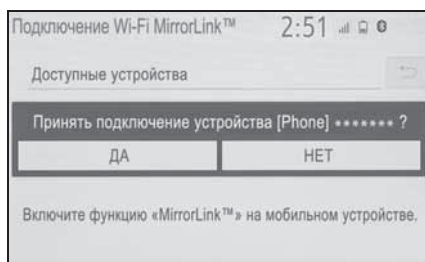 Подключение Wi-Fi MirrorLink™ 2:51
Доступные устройства
Принять подключение устройства [Phone] ******* ?
ДА НЕТ
Включите функцию «MirrorLink™» на мобильном устройстве.